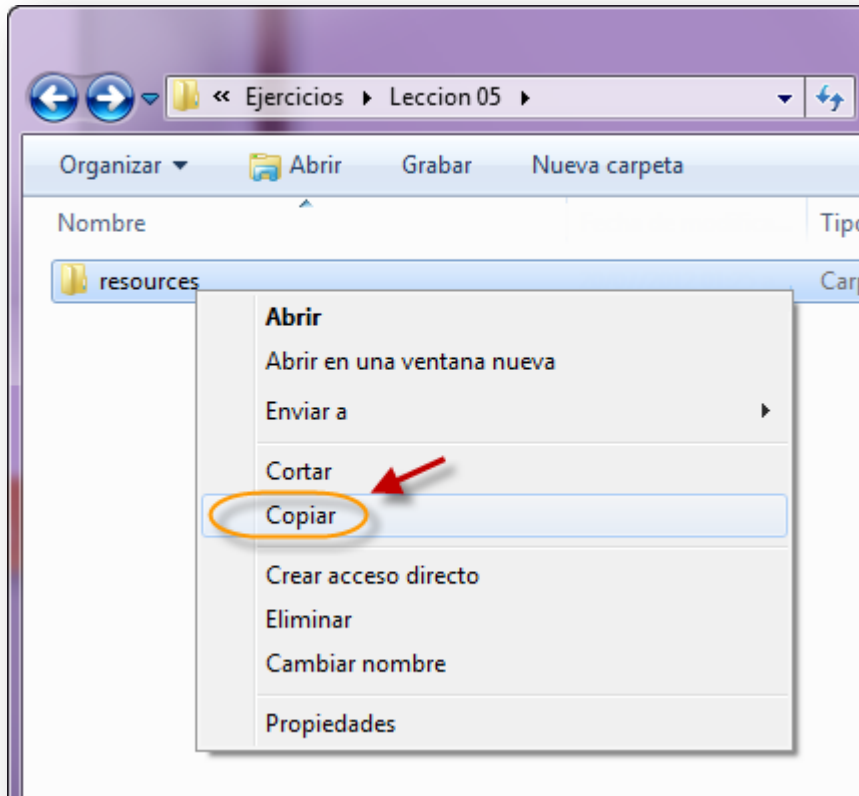 « Ejercicios Leccion 05
Organizar Abrir Grabar Nueva carpeta
Nombre Tipo
resources Carp
Abrir
Abrir en una ventana nueva
Enviar a
Cortar
Copiar
Crear acceso directo
Eliminar
Cambiar nombre
Propiedades